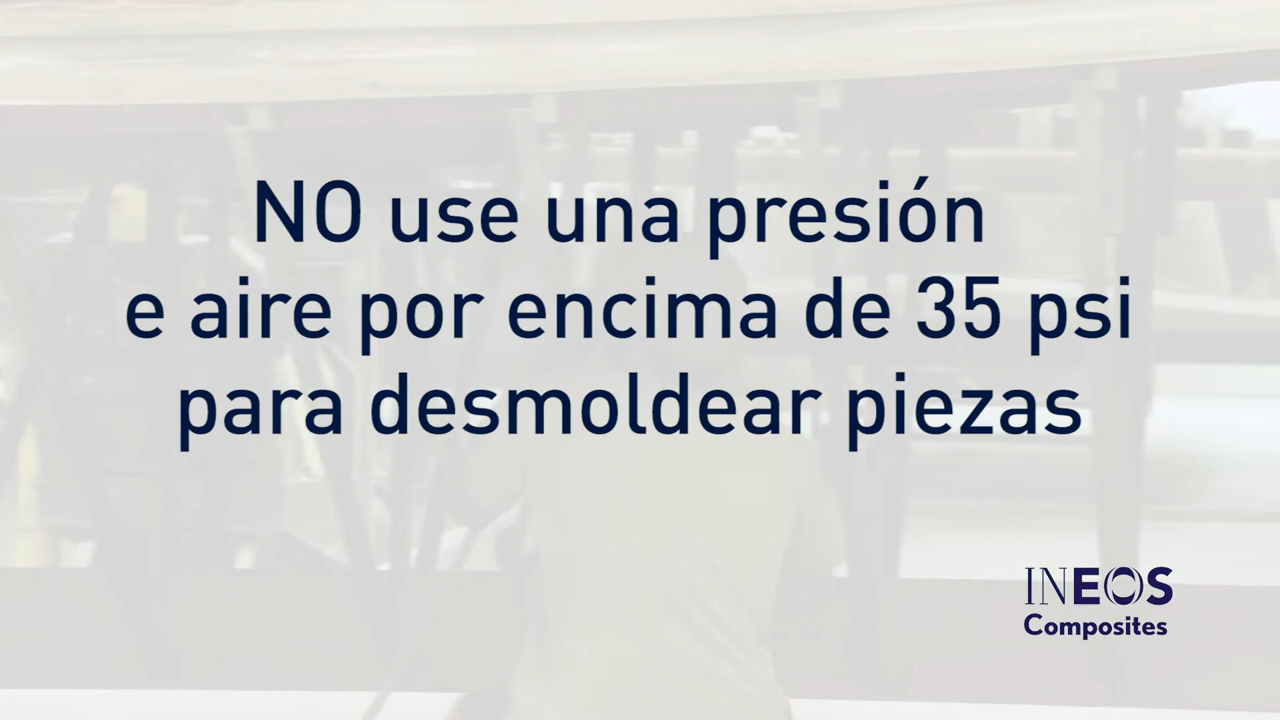 NO use una presión
e aire por encima de 35 psi
para desmoldear piezas
INEOS
Composites